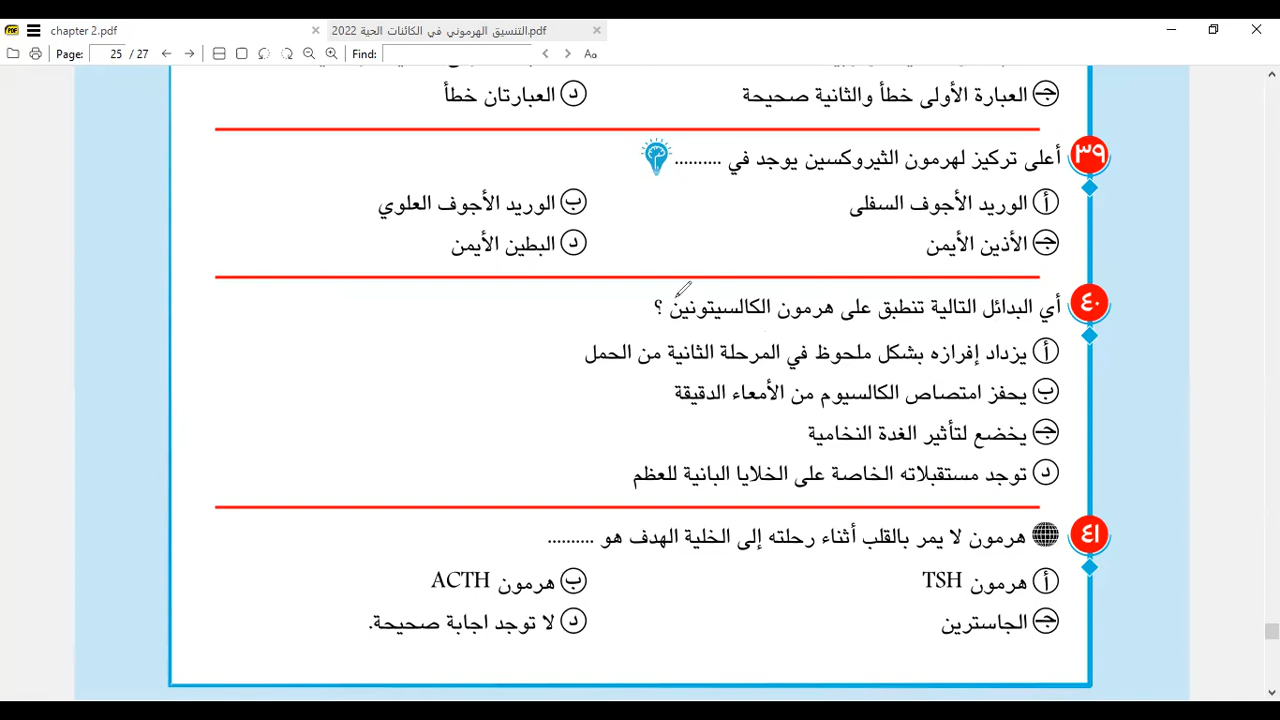 chapter 2.pdf
التنسيق الهرموني في الكائنات الحية 2022.pdf
Page: 25 / 27 Find: Aa
ج العبارة الأولى خطأ والثانية صحيحة
د العبارتان خطأ
٣٩ أعلى تركيز لهرمون الثيروكسين يوجد في ..........
أ الوريد الأجوف السفلى
ب الوريد الأجوف العلوي
ج الأذين الأيمن
د البطين الأيمن
٤٠ أي البدائل التالية تنطبق على هرمون الكالسيتونين ؟
أ يزداد إفرازه بشكل ملحوظ في المرحلة الثانية من الحمل
ب يحفز امتصاص الكالسيوم من الأمعاء الدقيقة
ج يخضع لتأثير الغدة النخامية
د توجد مستقبلاته الخاصة على الخلايا البانية للعظم
٤١ هرمون لا يمر بالقلب أثناء رحلته إلى الخلية الهدف هو ..........
أ هرمون TSH
ب هرمون ACTH
ج الجاسترين
د لا توجد اجابة صحيحة.